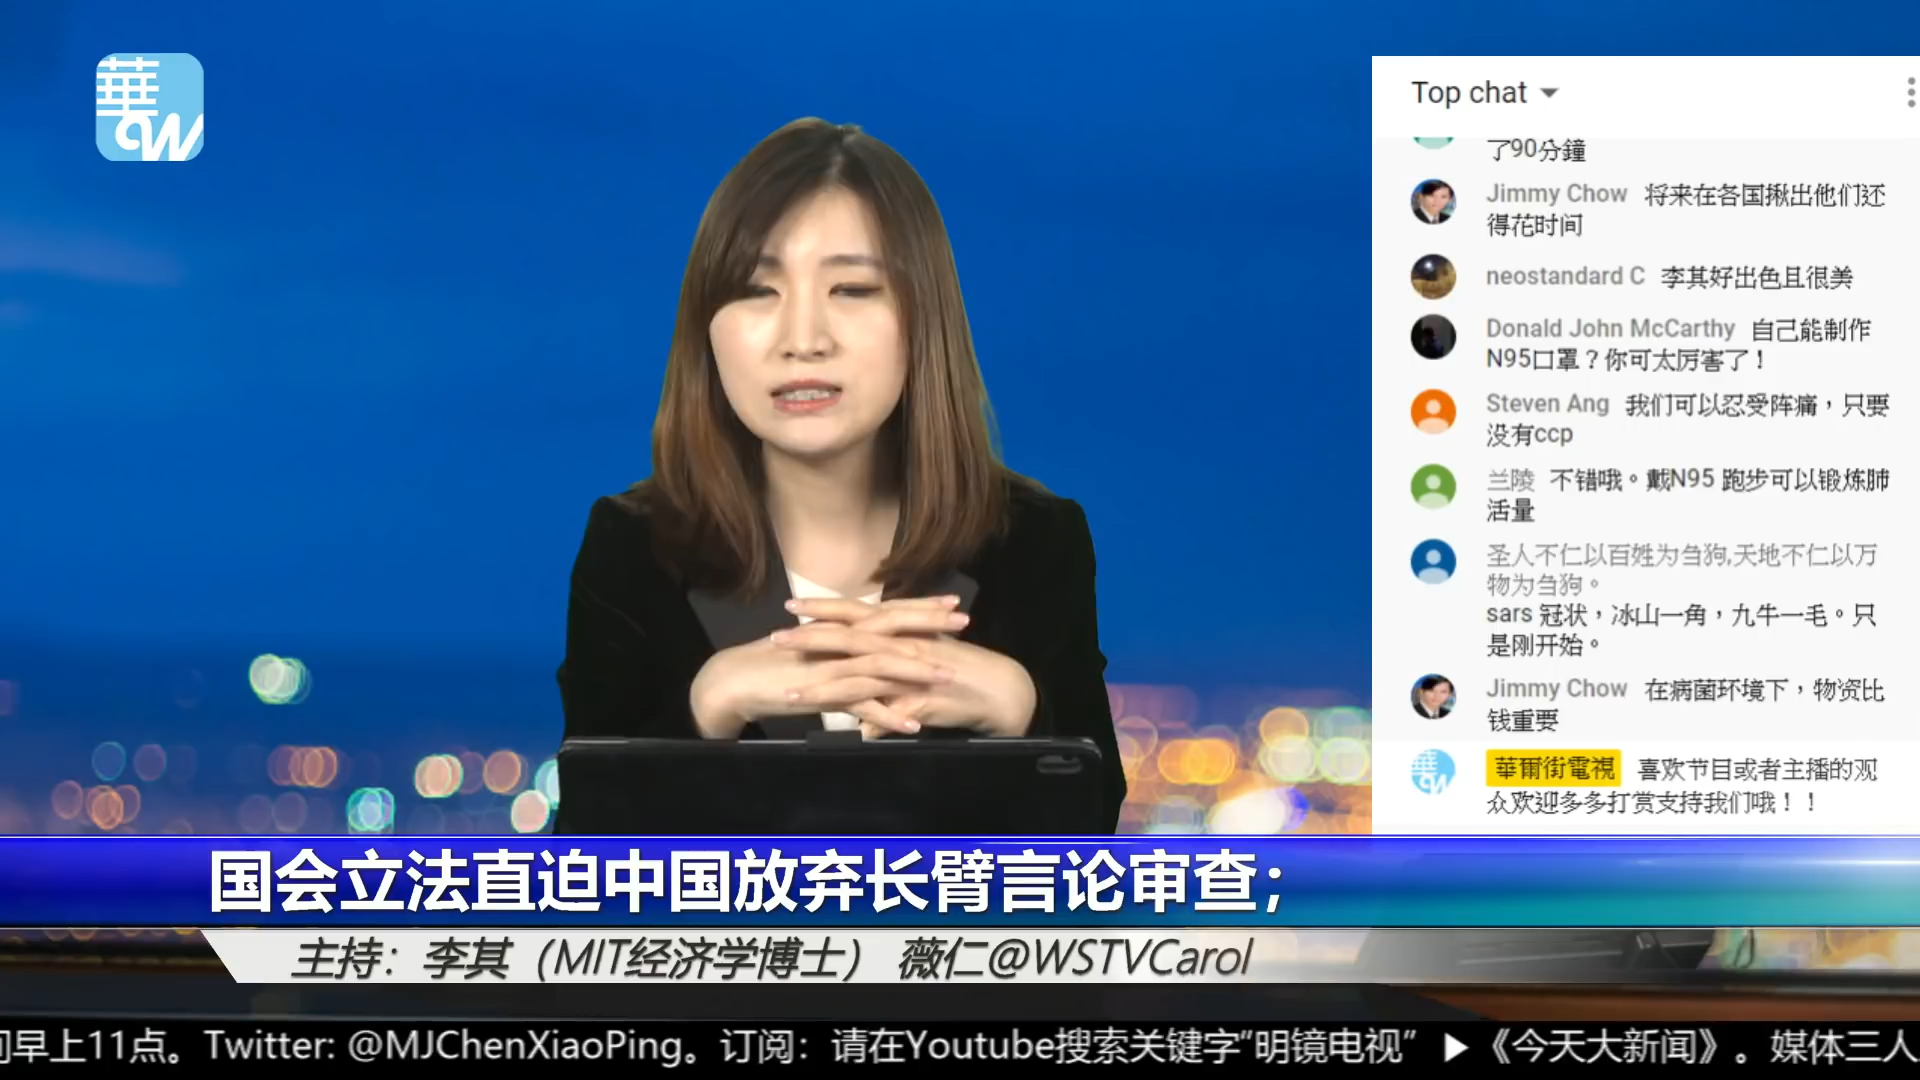 華
W
Top chat
了90分鐘
Jimmy Chow 将来在各国揪出他们还
得花时间
neostandard C 李其好出色且很美
Donald John McCarthy 自己能制作
N95口罩？你可太厉害了！
Steven Ang 我们可以忍受阵痛，只要
没有ccp
兰陵 不错哦。戴N95 跑步可以锻炼肺
活量
圣人不仁以百姓为刍狗,天地不仁以万
物为刍狗。
sars 冠状，冰山一角，九牛一毛。只
是刚开始。
Jimmy Chow 在病菌环境下，物资比
钱重要
華爾街電視 喜欢节目或者主播的观
众欢迎多多打赏支持我们哦！！
国会立法直迫中国放弃长臂言论审查；
主持：李其（MIT经济学博士） 薇仁@WSTVCarol
间早上11点。Twitter: @MJChenXiaoPing。订阅：请在Youtube搜索关键字“明镜电视” ▶《今天大新闻》。媒体三人